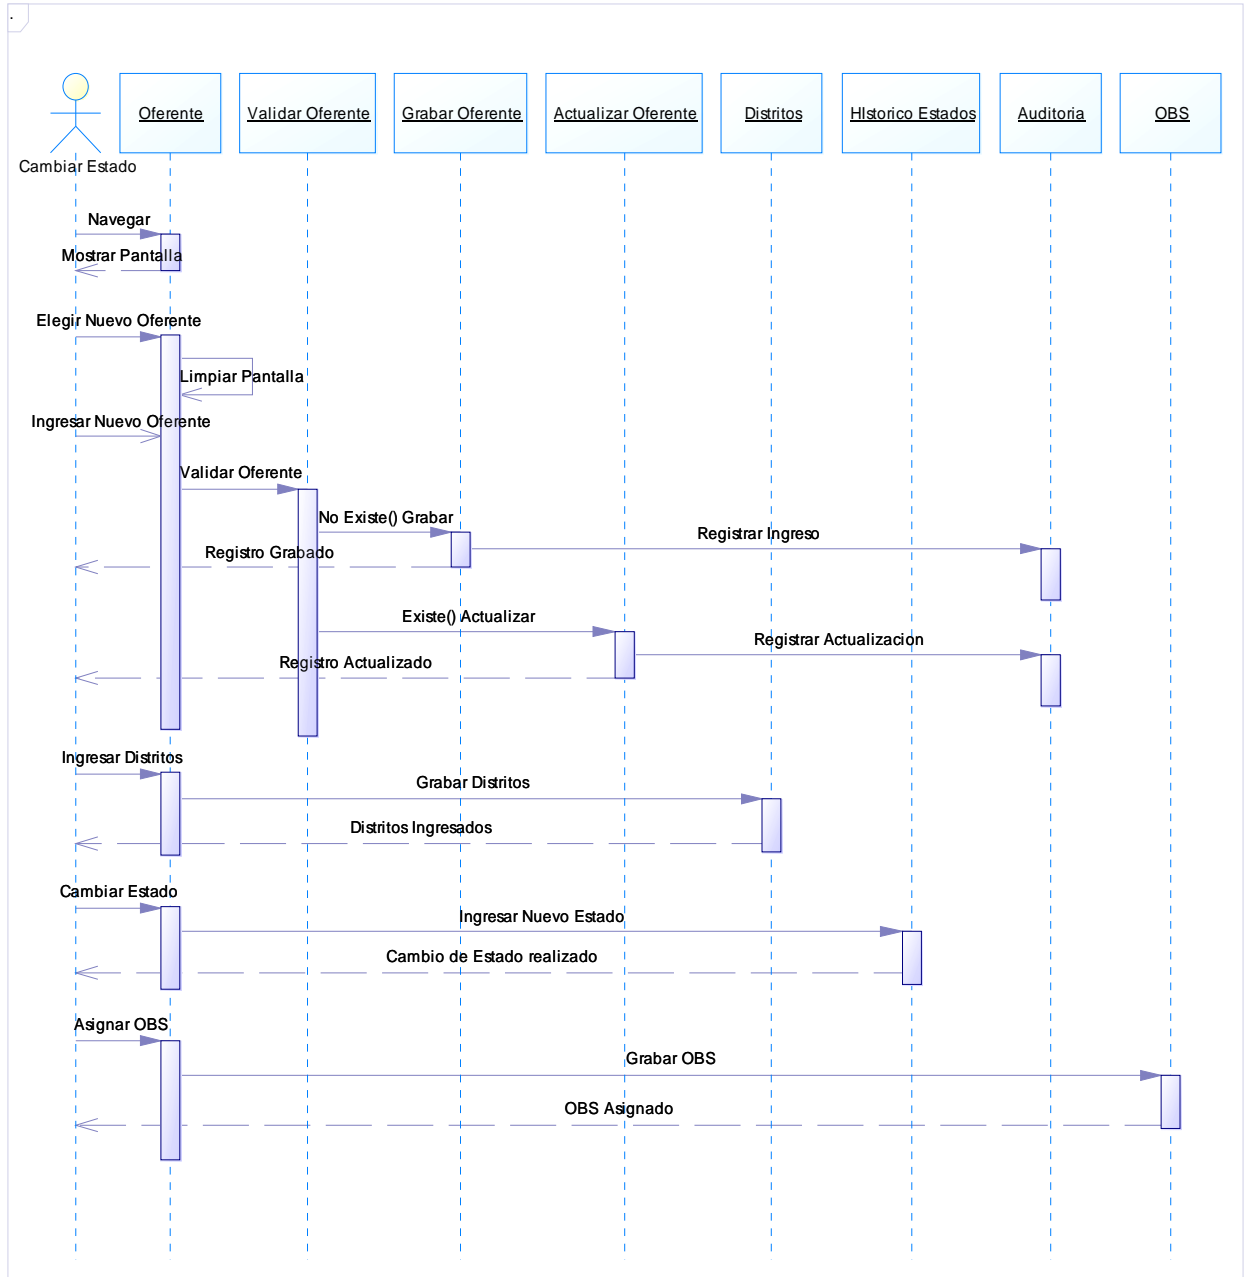 .
Oferente
Validar Oferente
Grabar Oferente
Actualizar Oferente
Distritos
HIstorico Estados
Auditoria
OBS
Cambiar Estado
Navegar
Mostrar Pantalla
Elegir Nuevo Oferente
Limpiar Pantalla
Ingresar Nuevo Oferente
Validar Oferente
No Existe() Grabar
Registrar Ingreso
Registro Grabado
Existe() Actualizar
Registrar Actualizacion
Registro Actualizado
Ingresar Distritos
Grabar Distritos
Distritos Ingresados
Cambiar Estado
Ingresar Nuevo Estado
Cambio de Estado realizado
Asignar OBS
Grabar OBS
OBS Asignado